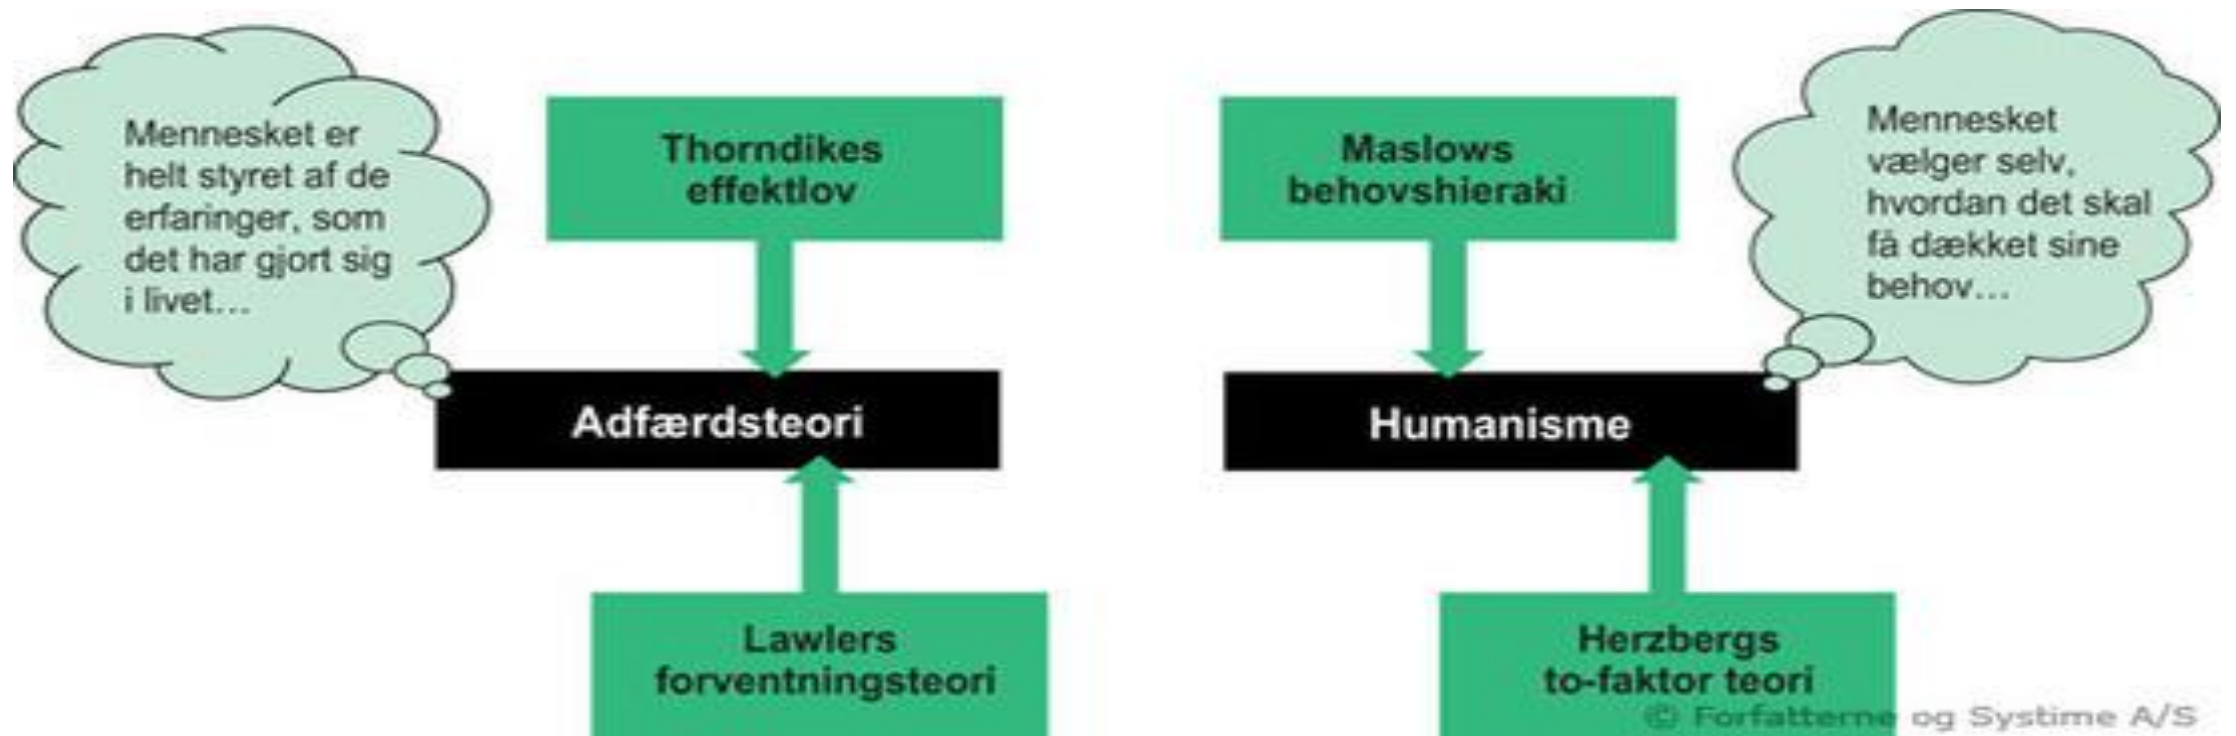 Mennesket er
helt styret af de
erfaringer, som
det har gjort sig
i livet...
Thorndikes
effektlov
Maslows
behovshieraki
Mennesket
vælger selv,
hvordan det skal
få dækket sine
behov...
Adfærdsteori
Humanisme
Lawlers
forventningsteori
Herzbergs
to-faktor teori
© Forfatterne og Systime A/S